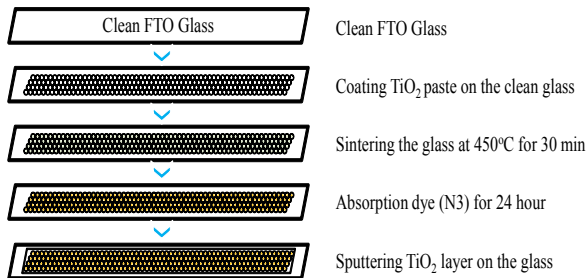 Clean FTO Glass
Clean FTO Glass
Coating TiO₂ paste on the clean glass
Sintering the glass at 450°C for 30 min
Absorption dye (N3) for 24 hour
Sputtering TiO₂ layer on the glass